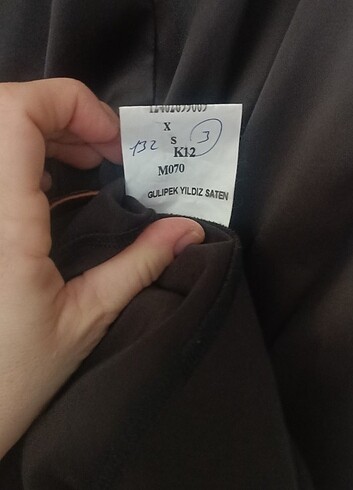 X
S
132 K12 3
M070
GULIPEK YILDIZ SATEN